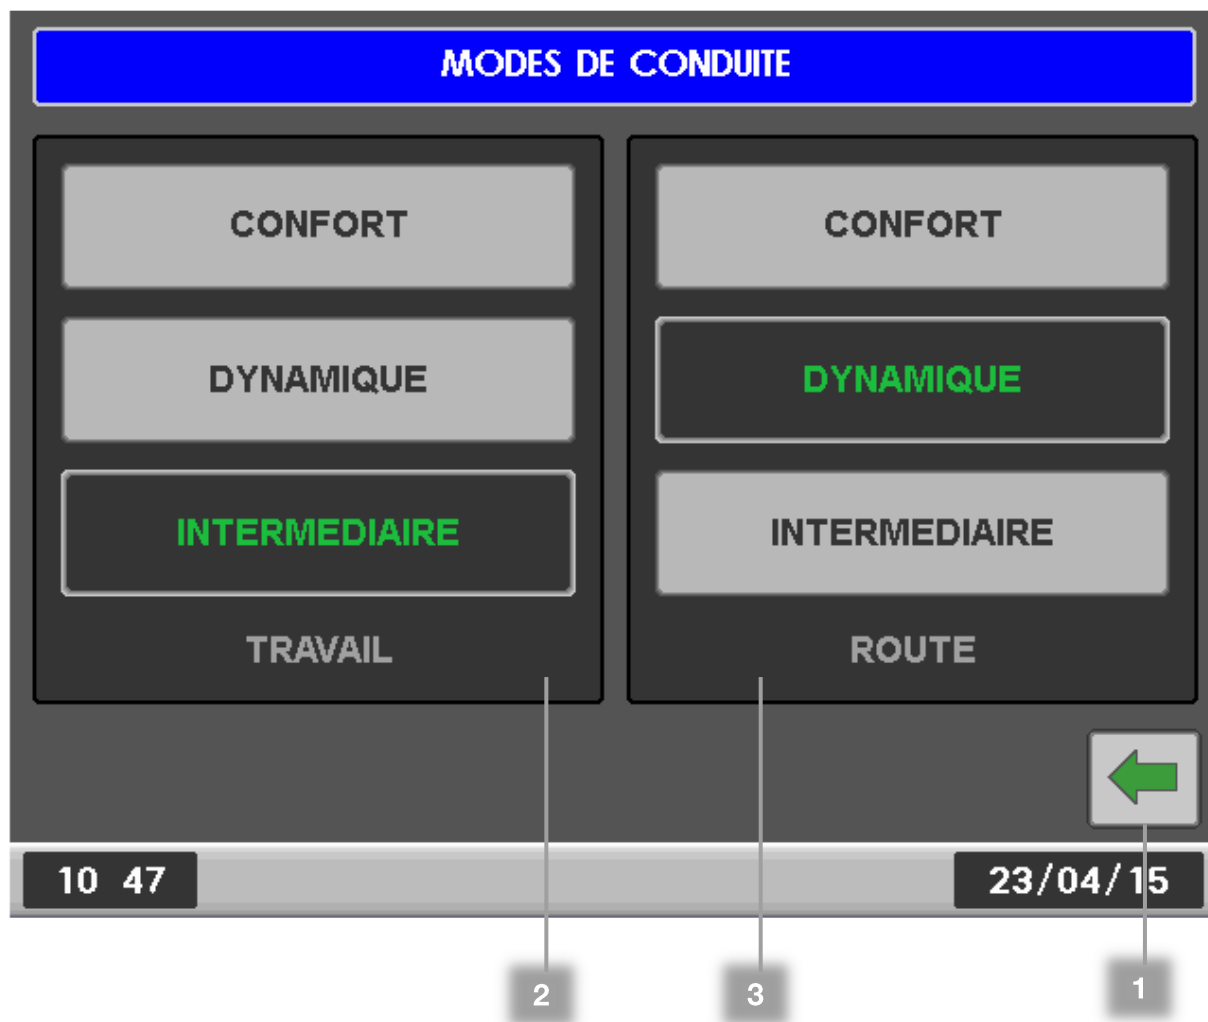 MODES DE CONDUITE
CONFORT
DYNAMIQUE
INTERMEDIAIRE
TRAVAIL
CONFORT
DYNAMIQUE
INTERMEDIAIRE
ROUTE
10 47
23/04/15
2
3
1